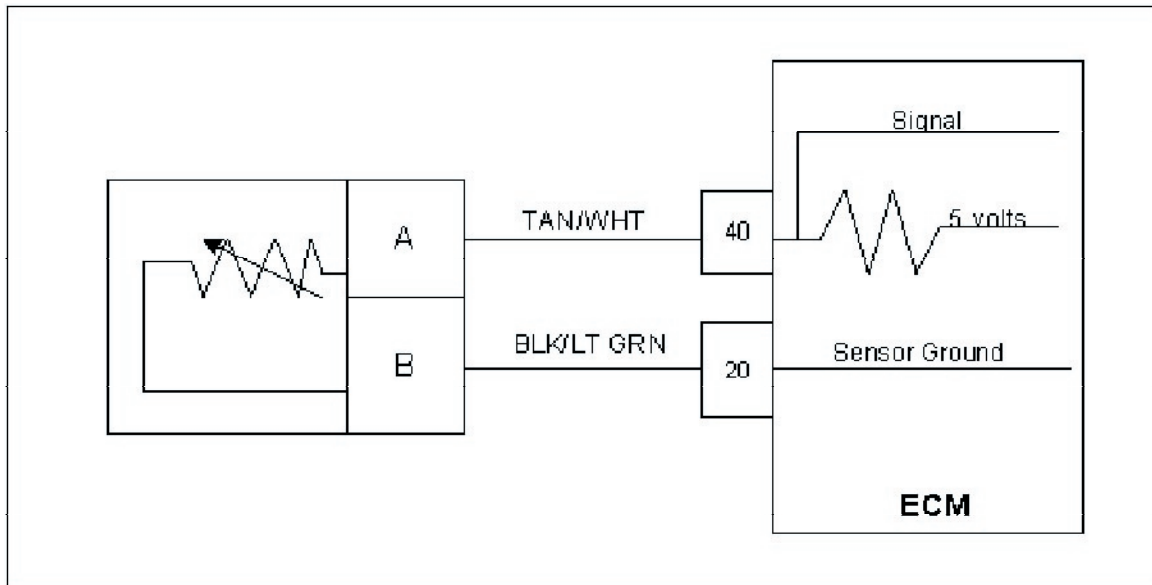 Signal
A
TAN/WHT
40
5 volts
B
BLK/LT GRN
20
Sensor Ground
ECM